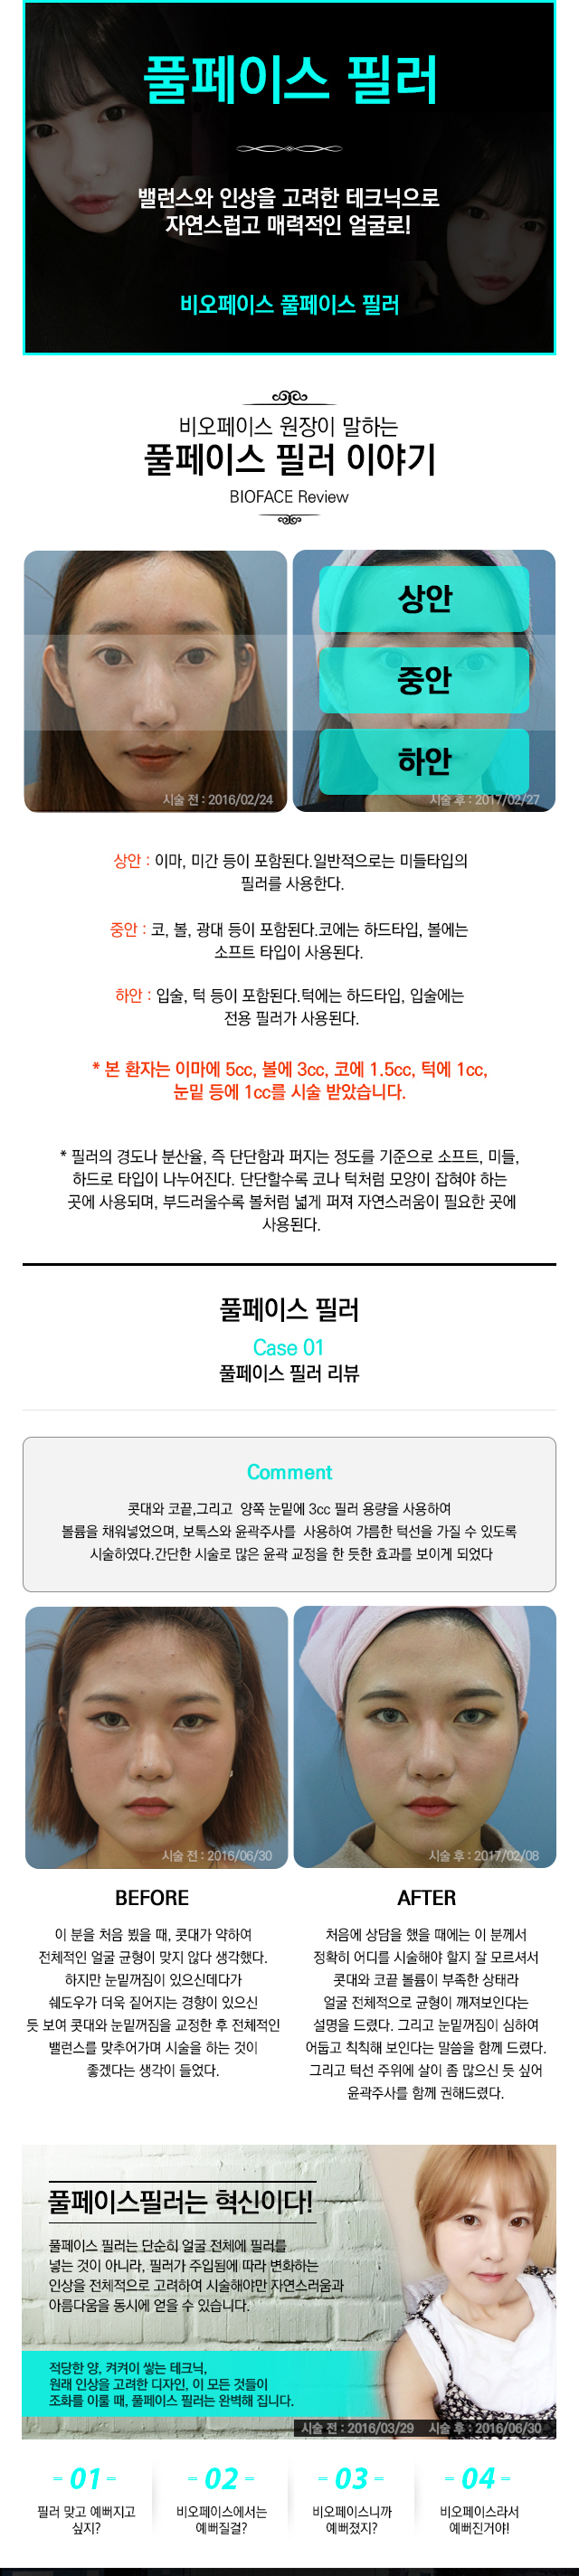 풀페이스 필러
밸런스와 인상을 고려한 테크닉으로
자연스럽고 매력적인 얼굴로!
비오페이스 풀페이스 필러
비오페이스 원장이 말하는
풀페이스 필러 이야기
BIOFACE Review
상안
중안
하안
시술 전 : 2016/02/24
시술 후 : 2017/02/27
상안 : 이마, 미간 등이 포함된다.일반적으로는 미들타입의
필러를 사용한다.
중안 : 코, 볼, 광대 등이 포함된다.코에는 하드타입, 볼에는
소프트 타입이 사용된다.
하안 : 입술, 턱 등이 포함된다.턱에는 하드타입, 입술에는
전용 필러가 사용된다.
* 본 환자는 이마에 5cc, 볼에 3cc, 코에 1.5cc, 턱에 1cc,
눈밑 등에 1cc를 시술 받았습니다.
* 필러의 경도나 분산율, 즉 단단함과 퍼지는 정도를 기준으로 소프트, 미들,
하드로 타입이 나누어진다. 단단할수록 코나 턱처럼 모양이 잡혀야 하는
곳에 사용되며, 부드러울수록 볼처럼 넓게 퍼져 자연스러움이 필요한 곳에
사용된다.
풀페이스 필러
Case 01
풀페이스 필러 리뷰
Comment
콧대와 코끝,그리고 양쪽 눈밑에 3cc 필러 용량을 사용하여
볼륨을 채워넣었으며, 보톡스와 윤곽주사를 사용하여 갸름한 턱선을 가질 수 있도록
시술하였다.간단한 시술로 많은 윤곽 교정을 한 듯한 효과를 보이게 되었다
시술 전 : 2016/06/30
시술 후 : 2017/02/08
BEFORE
이 분을 처음 봤을 때, 콧대가 약하여
전체적인 얼굴 균형이 맞지 않다 생각했다.
하지만 눈밑꺼짐이 있으신데다가
쉐도우가 더욱 짙어지는 경향이 있으신
듯 보여 콧대와 눈밑꺼짐을 교정한 후 전체적인
밸런스를 맞추어가며 시술을 하는 것이
좋겠다는 생각이 들었다.
AFTER
처음에 상담을 했을 때에는 이 분께서
정확히 어디를 시술해야 할지 잘 모르셔서
콧대와 코끝 볼륨이 부족한 상태라
얼굴 전체적으로 균형이 깨져보인다는
설명을 드렸다. 그리고 눈밑꺼짐이 심하여
어둡고 칙칙해 보인다는 말씀을 함께 드렸다.
그리고 턱선 주위에 살이 좀 많으신 듯 싶어
윤곽주사를 함께 권해드렸다.
풀페이스필러는 혁신이다!
풀페이스 필러는 단순히 얼굴 전체에 필러를
넣는 것이 아니라, 필러가 주입됨에 따라 변화하는
인상을 전체적으로 고려하여 시술해야만 자연스러움과
아름다움을 동시에 얻을 수 있습니다.
적당한 양, 켜켜이 쌓는 테크닉,
원래 인상을 고려한 디자인, 이 모든 것들이
조화를 이룰 때, 풀페이스 필러는 완벽해 집니다.
시술 전 : 2016/03/29 시술 후 : 2016/06/30
01
필러 맞고 예뻐지고
싶지?
02
비오페이스에서는
예뻐질걸?
03
비오페이스니까
예뻐졌지?
04
비오페이스라서
예뻐진거야!